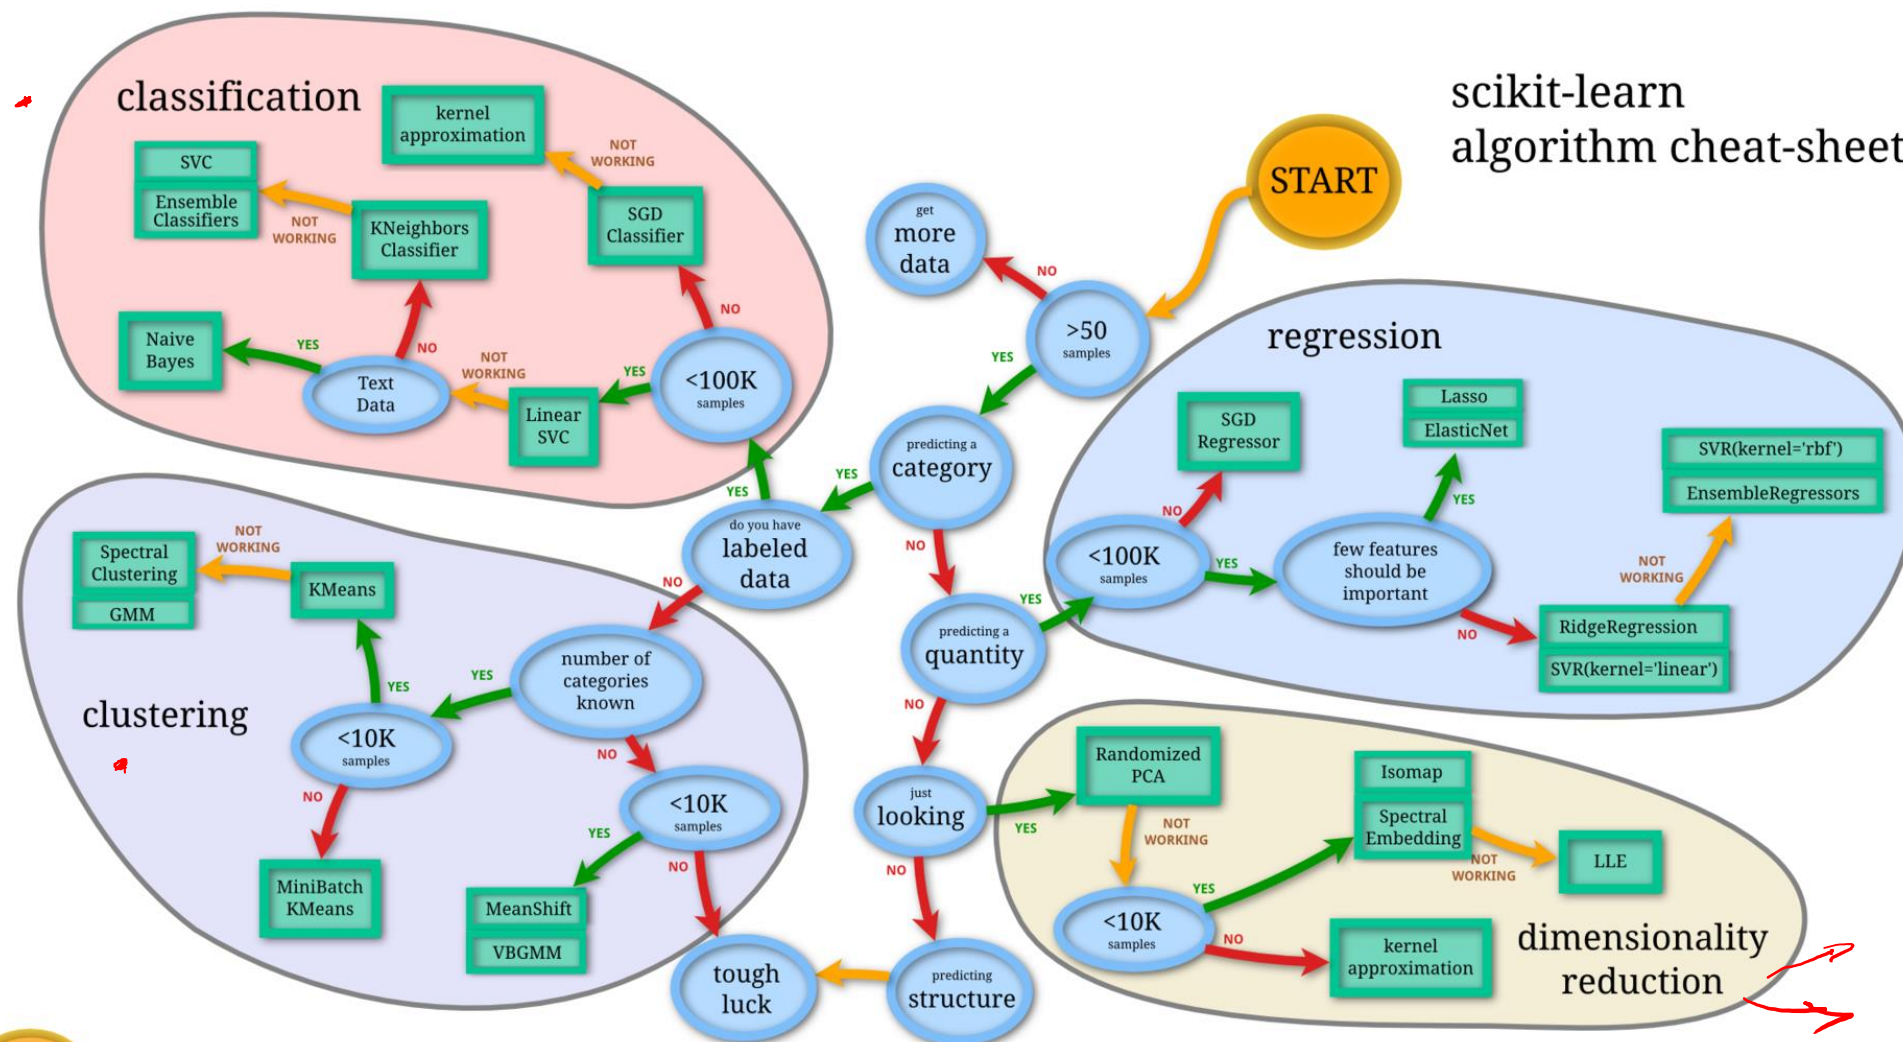 scikit-learn
algorithm cheat-sheet
START
>50
samples
NO
get
more
data
YES
predicting a
category
YES
do you have
labeled
data
YES
NO
NO
predicting a
quantity
YES
NO
just
looking
YES
NO
predicting
structure
tough
luck
classification
<100K
samples
NO
SGD
Classifier
NOT
WORKING
kernel
approximation
YES
Linear
SVC
NOT
WORKING
Text
Data
YES
Naive
Bayes
NO
KNeighbors
Classifier
NOT
WORKING
SVC
Ensemble
Classifiers
clustering
number of
categories
known
YES
<10K
samples
YES
KMeans
NOT
WORKING
Spectral
Clustering
GMM
NO
MiniBatch
KMeans
NO
<10K
samples
YES
MeanShift
VBGMM
NO
regression
<100K
samples
NO
SGD
Regressor
YES
few features
should be
important
YES
Lasso
ElasticNet
NO
RidgeRegression
SVR(kernel='linear')
NOT
WORKING
SVR(kernel='rbf')
EnsembleRegressors
dimensionality
reduction
Randomized
PCA
NOT
WORKING
<10K
samples
YES
Isomap
Spectral
Embedding
NOT
WORKING
LLE
NO
kernel
approximation